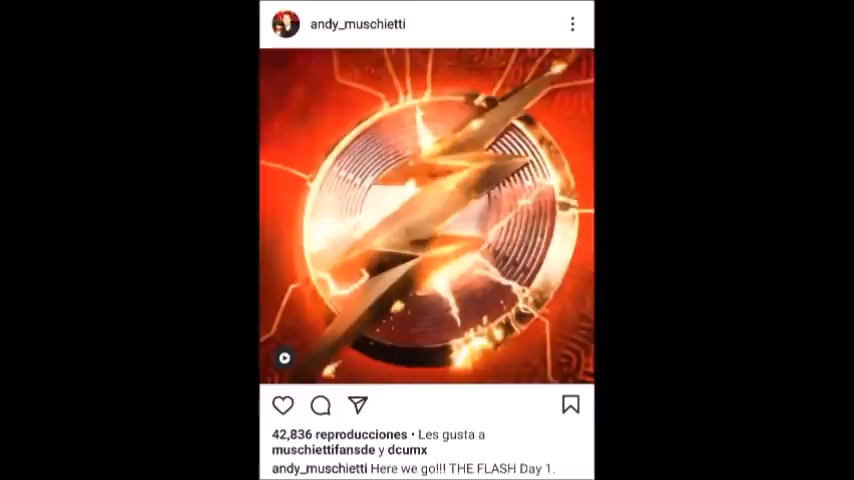 andy_muschietti
42,836 reproducciones • Les gusta a
muschiettifansde y dcumx
andy_muschietti Here we go!!! THE FLASH Day 1.